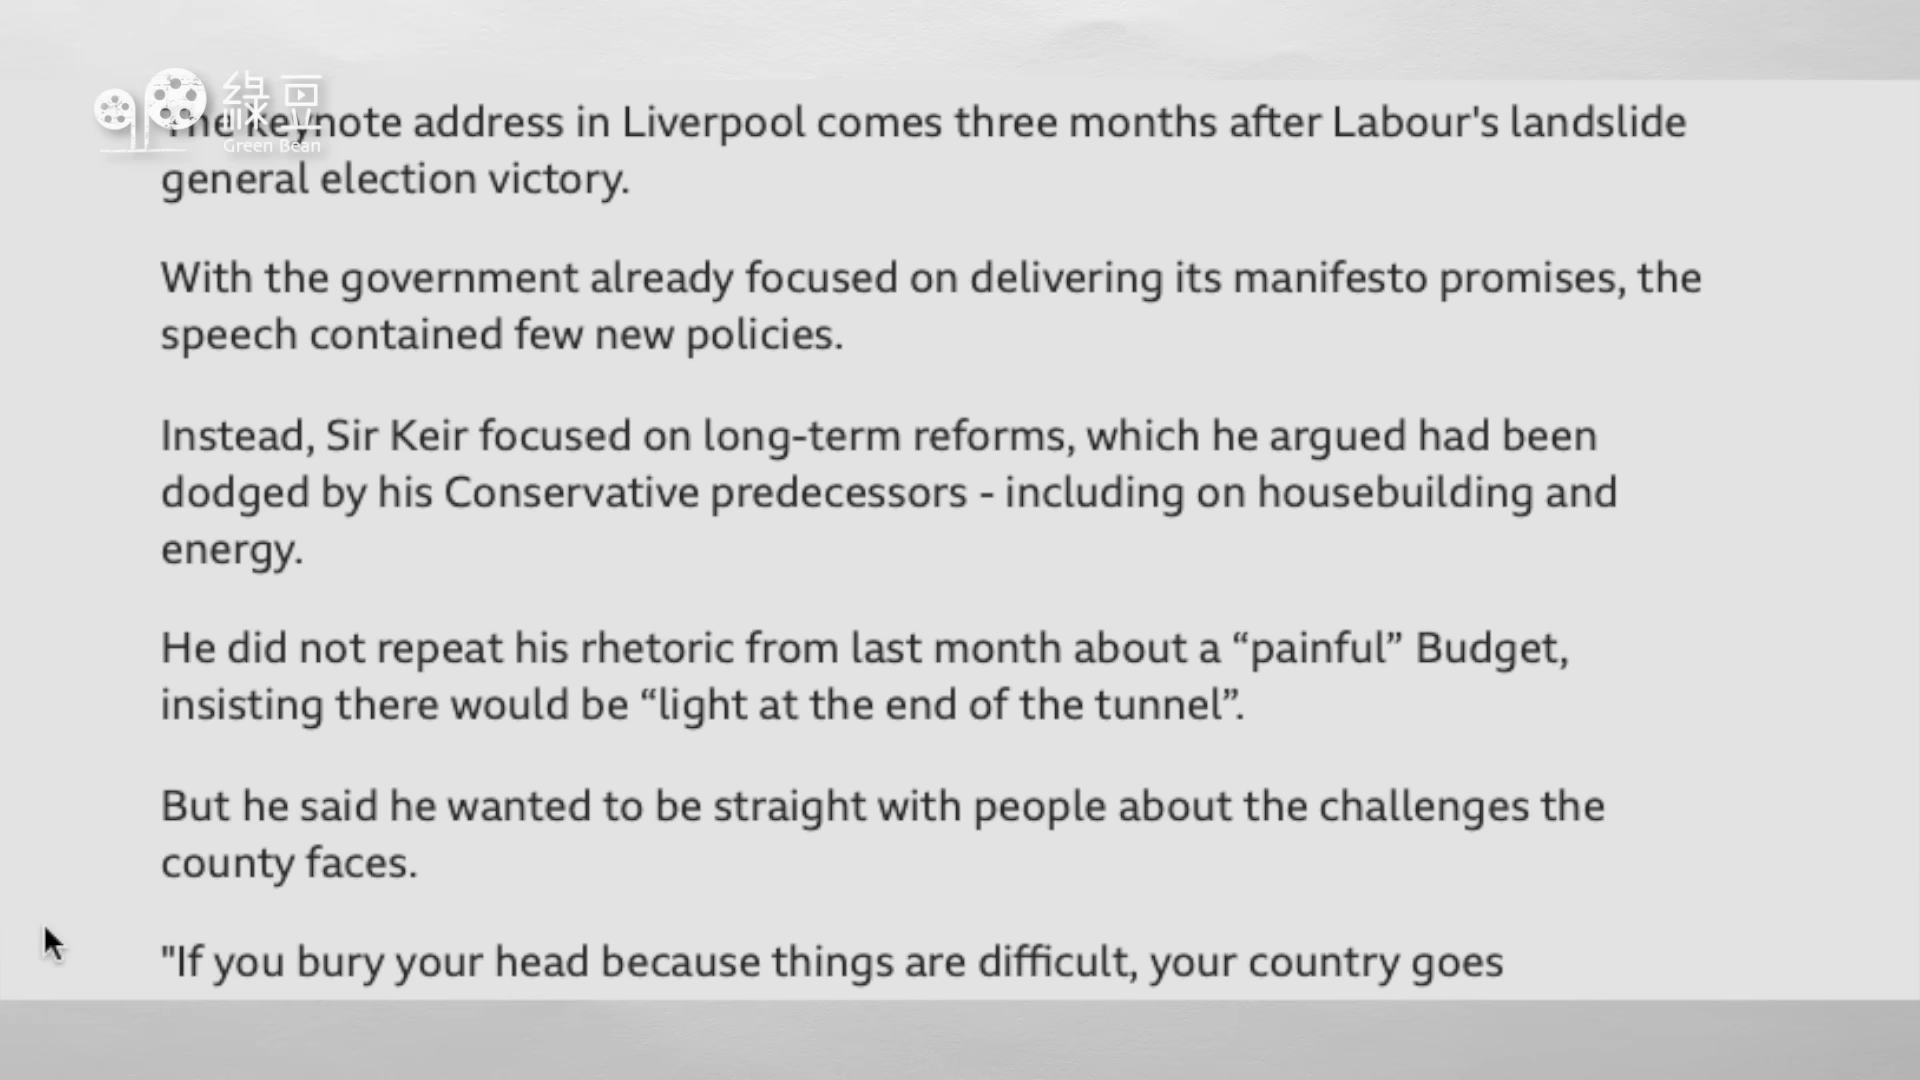 綠豆
Green Bean
The keynote address in Liverpool comes three months after Labour's landslide
general election victory.
With the government already focused on delivering its manifesto promises, the
speech contained few new policies.
Instead, Sir Keir focused on long-term reforms, which he argued had been
dodged by his Conservative predecessors - including on housebuilding and
energy.
He did not repeat his rhetoric from last month about a “painful” Budget,
insisting there would be “light at the end of the tunnel”.
But he said he wanted to be straight with people about the challenges the
county faces.
"If you bury your head because things are difficult, your country goes